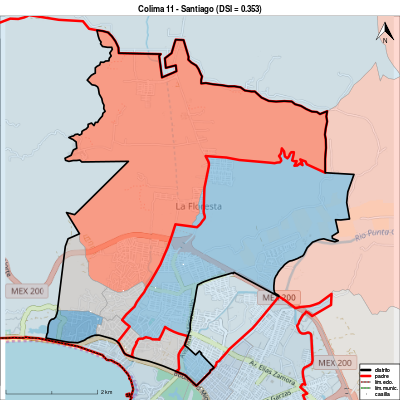 Colima 11 - Santiago (DSI = 0.353)
N
La Floresta
Río Punta
MEX 200
MEX 200
MEX 200
Av. Elías Zamora
Garzas
2 km
distrito
padre
lim.edo.
lim.munic.
casilla